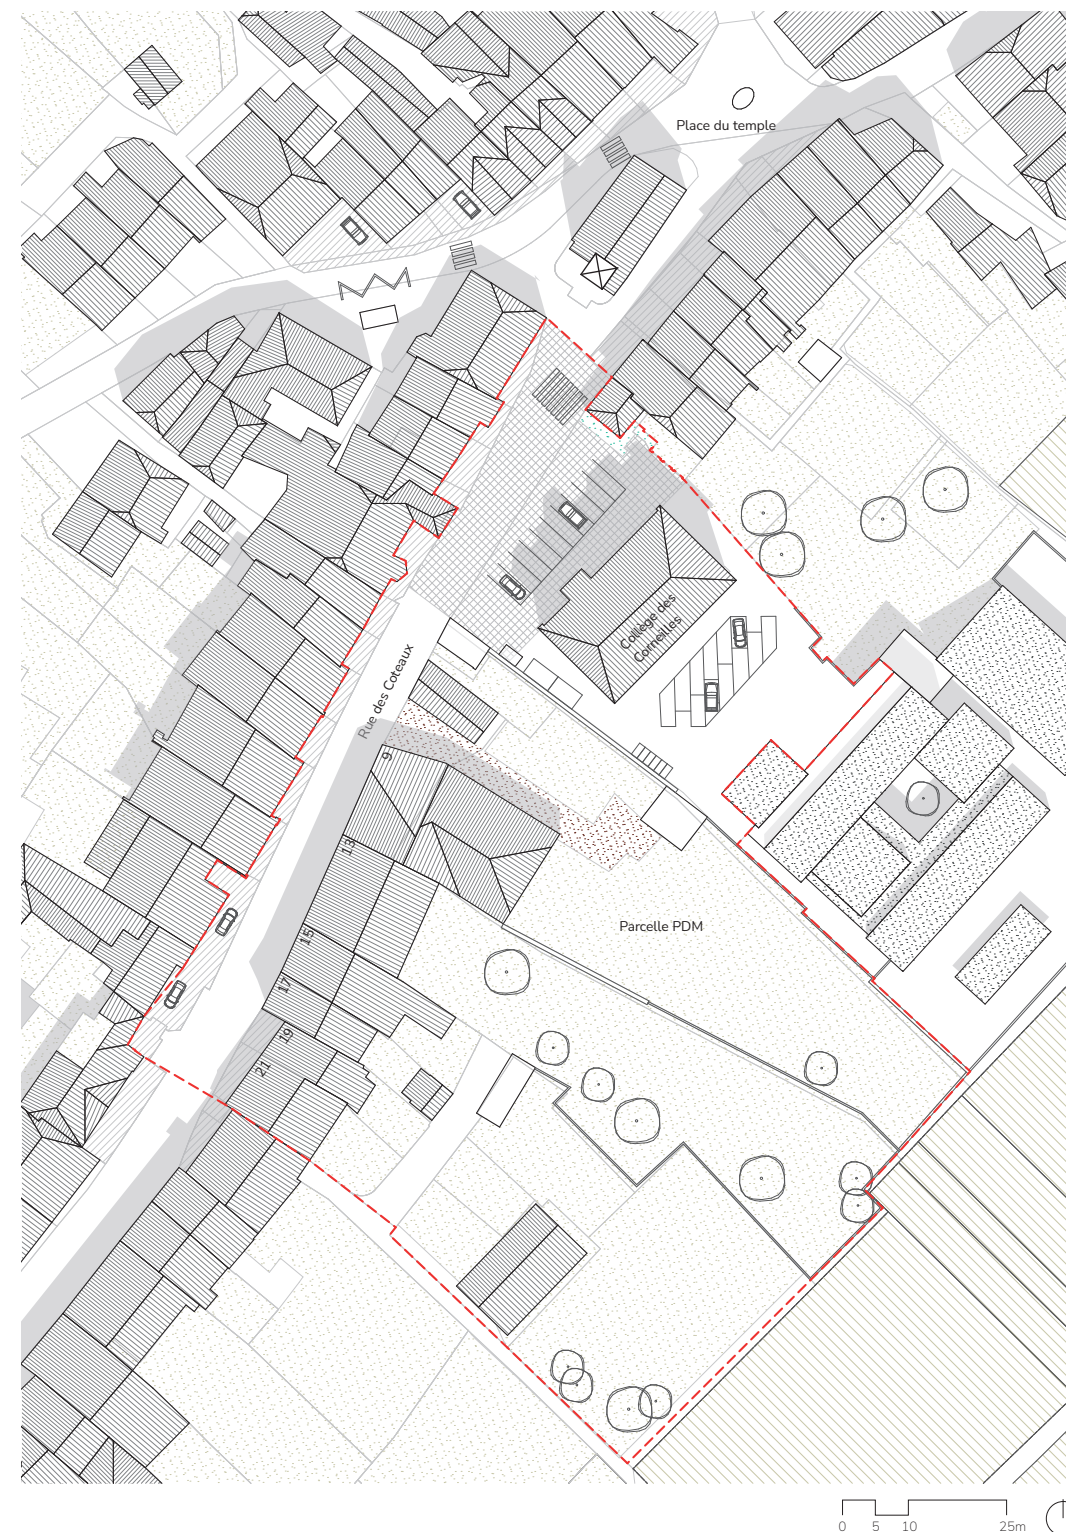 Place du temple
Collège des
Corneilles
Rue des Coteaux
9
13
Parcelle PDM
15
17
19
21
0 5 10 25m